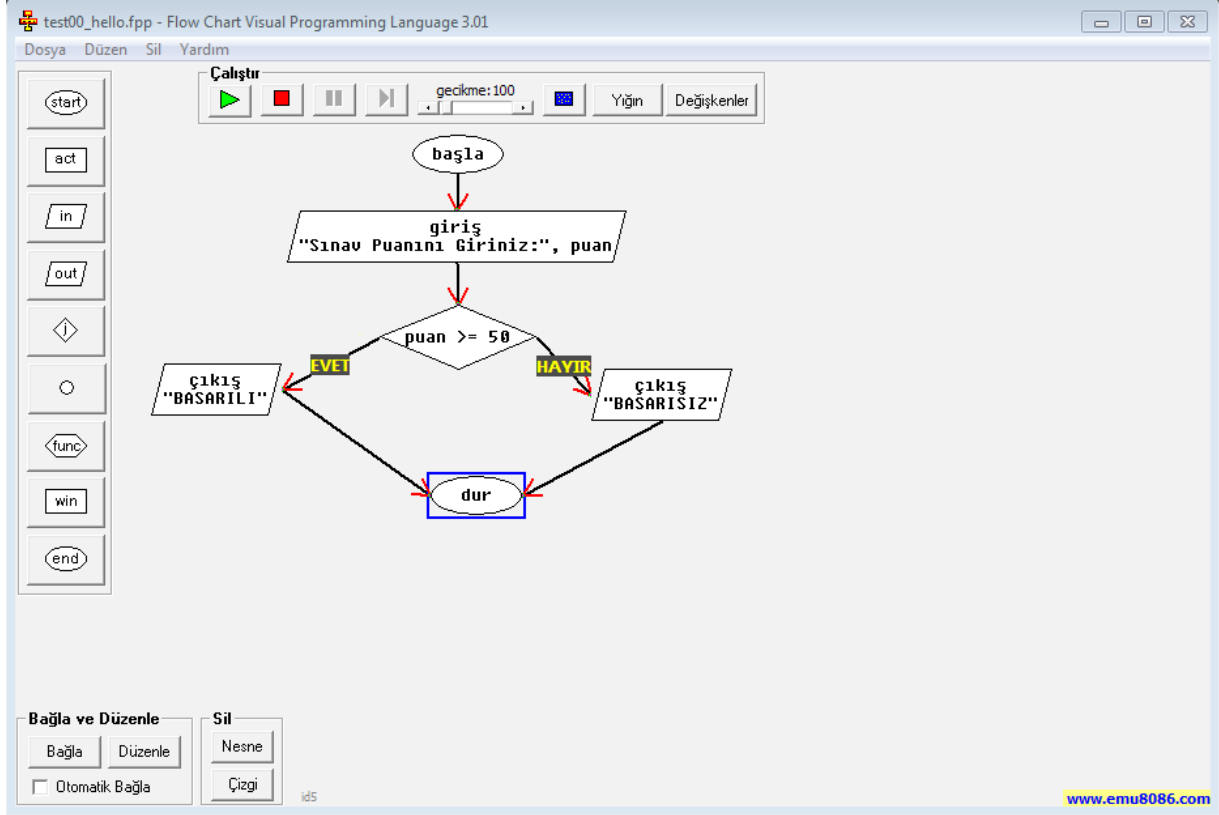 test00_hello.fpp - Flow Chart Visual Programming Language 3.01
Dosya Düzen Sil Yardım
Çalıştır
gecikme:100
Yığın
Değişkenler
start
act
in
out
i
func
win
end
başla
giriş
"Sınav Puanını Giriniz:", puan
puan >= 50
EVET
HAYIR
çıkış
"BASARILI"
çıkış
"BASARISIZ"
dur
Bağla ve Düzenle
Bağla
Düzenle
Otomatik Bağla
Sil
Nesne
Çizgi
id5
www.emu8086.com